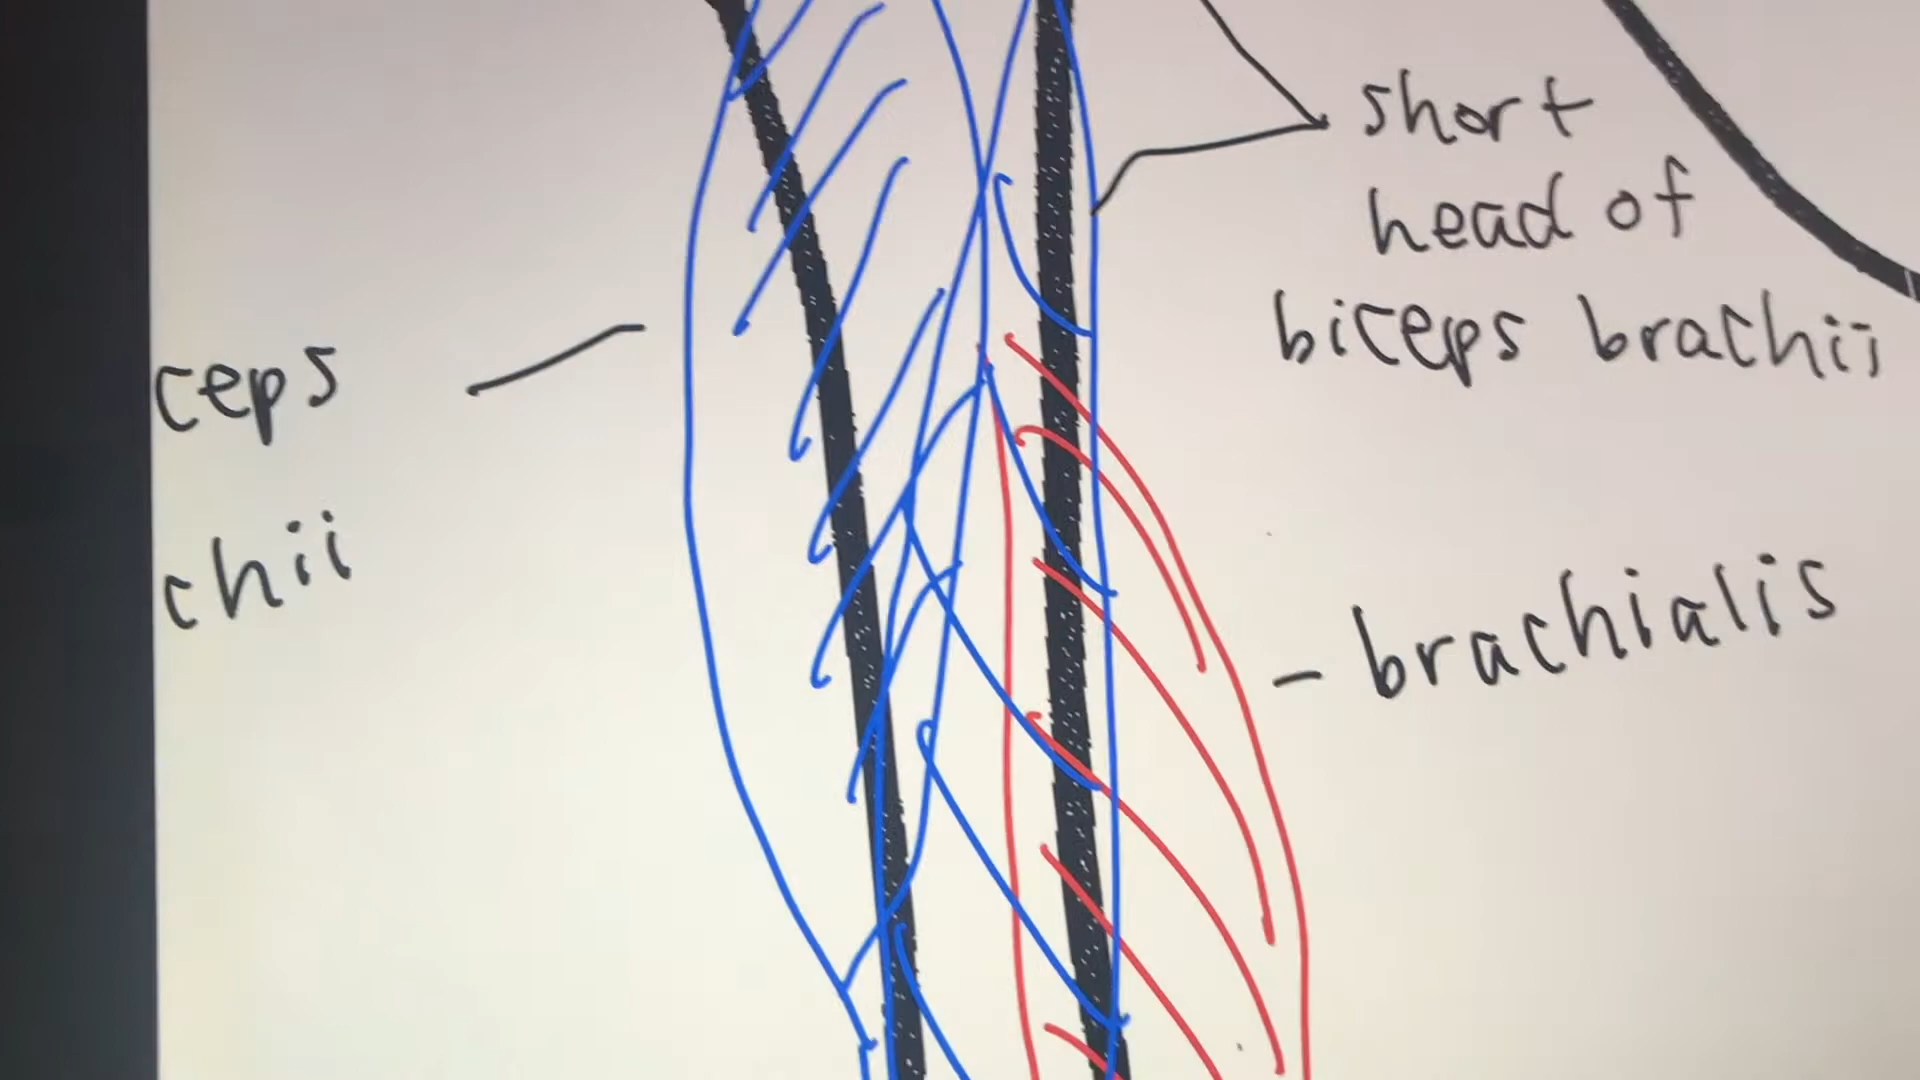 short
head of
biceps brachii
ceps
chii
brachialis